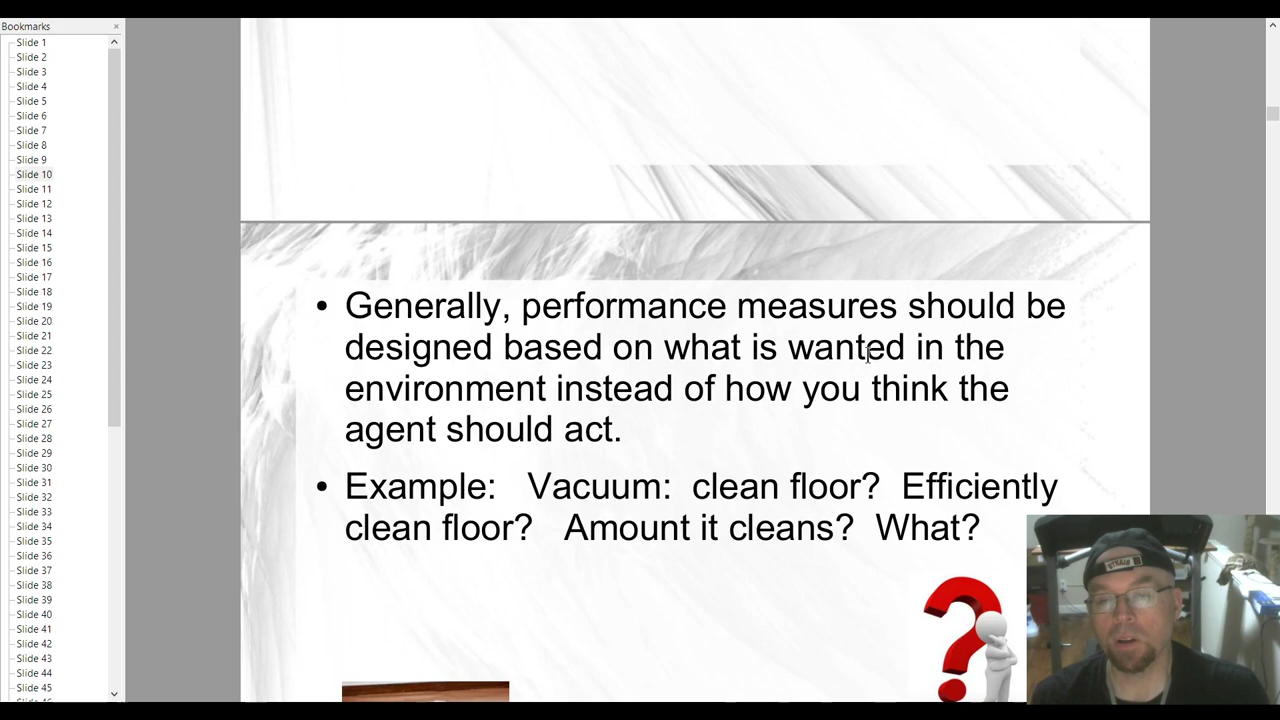 Bookmarks
Slide 1
Slide 2
Slide 3
Slide 4
Slide 5
Slide 6
Slide 7
Slide 8
Slide 9
Slide 10
Slide 11
Slide 12
Slide 13
Slide 14
Slide 15
Slide 16
Slide 17
Slide 18
Slide 19
Slide 20
Slide 21
Slide 22
Slide 23
Slide 24
Slide 25
Slide 26
Slide 27
Slide 28
Slide 29
Slide 30
Slide 31
Slide 32
Slide 33
Slide 34
Slide 35
Slide 36
Slide 37
Slide 38
Slide 39
Slide 40
Slide 41
Slide 42
Slide 43
Slide 44
Slide 45
• Generally, performance measures should be
designed based on what is wanted in the
environment instead of how you think the
agent should act.
• Example: Vacuum: clean floor? Efficiently
clean floor? Amount it cleans? What?